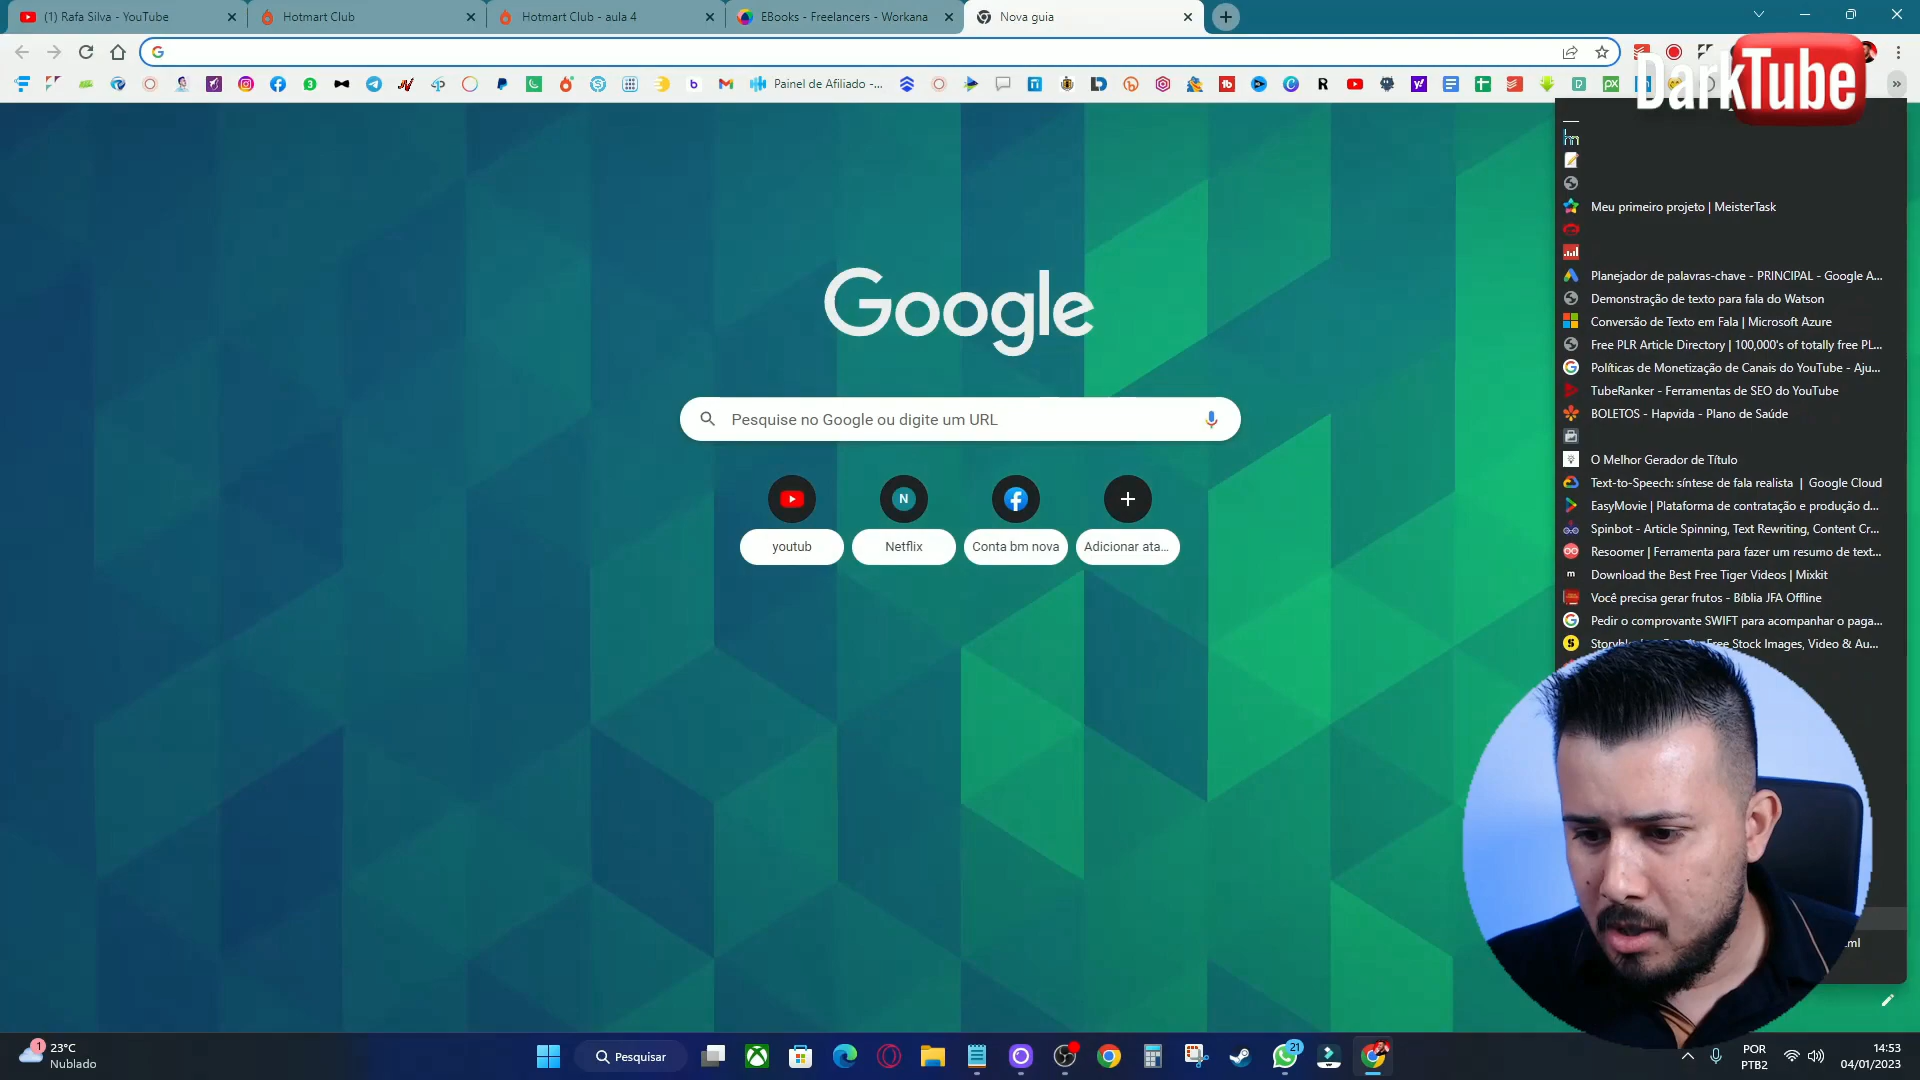 (1) Rafa Silva - YouTube
Hotmart Club
Hotmart Club - aula 4
EBooks - Freelancers - Workana
Nova guia
DarkTube
Painel de Afiliado -...
Meu primeiro projeto | MeisterTask
Planejador de palavras-chave - PRINCIPAL - Google A...
Demonstração de texto para fala do Watson
Conversão de Texto em Fala | Microsoft Azure
Free PLR Article Directory | 100,000's of totally free PL...
Políticas de Monetização de Canais do YouTube - Aju...
TubeRanker - Ferramentas de SEO do YouTube
BOLETOS - Hapvida - Plano de Saúde
O Melhor Gerador de Título
Text-to-Speech: síntese de fala realista | Google Cloud
EasyMovie | Plataforma de contratação e produção d...
Spinbot - Article Spinning, Text Rewriting, Content Cr...
Resoomer | Ferramenta para fazer um resumo de text...
Download the Best Free Tiger Videos | Mixkit
Você precisa gerar frutos - Bíblia JFA Offline
Pedir o comprovante SWIFT para acompanhar o paga...
Free Stock Images, Video & Au...
Google
Pesquise no Google ou digite um URL
N
youtub
Netflix
Conta bm nova
Adicionar ata...
1
23°C
Nublado
Pesquisar
21
POR
PTB2
14:53
04/01/2023